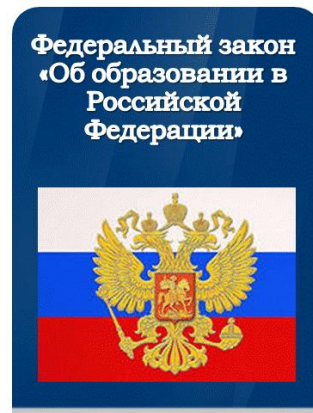 Федеральный закон
«Об образовании в
Российской
Федерации»